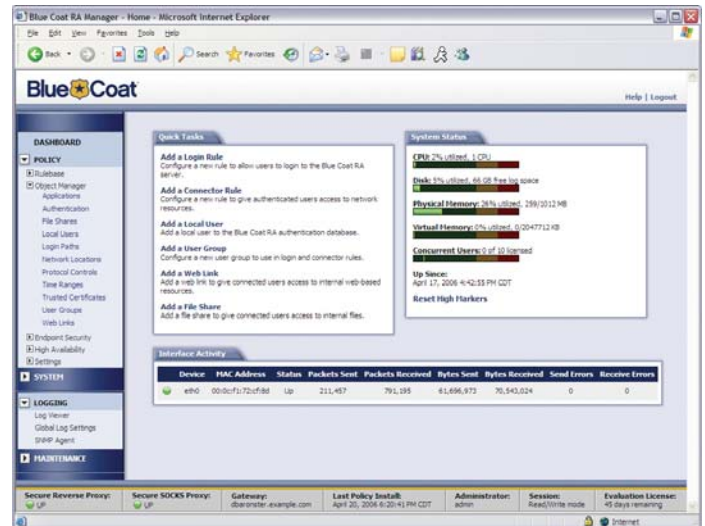 Blue Coat RA Manager - Home - Microsoft Internet Explorer
File Edit View Favorites Tools Help
Back Search Favorites
Blue Coat
Help | Logout
DASHBOARD
POLICY
Rulebase
Object Manager
Applications
Authentication
File Shares
Local Users
Login Paths
Network Locations
Protocol Controls
Time Ranges
Trusted Certificates
User Groups
Web Links
Endpoint Security
High Availability
Settings
SYSTEM
LOGGING
Log Viewer
Global Log Settings
SNMP Agent
MAINTENANCE
Quick Tasks
Add a Login Rule
Configure a new rule to allow users to login to the Blue Coat RA
server.
Add a Connector Rule
Configure a new rule to give authenticated users access to network
resources.
Add a Local User
Add a local user to the Blue Coat RA authentication database.
Add a User Group
Configure a new user group to use in login and connector rules.
Add a Web Link
Add a web link to give connected users access to internal web-based
resources.
Add a File Share
Add a file share to give connected users access to internal files.
System Status
CPU: 2% utilized, 1 CPU
Disk: 5% utilized, 66 GB free log space
Physical Memory: 26% utilized, 259/1012 MB
Virtual Memory: 0% utilized, 0/2047712 KB
Concurrent Users: 0 of 10 licensed
Up Since:
April 17, 2006 4:42:55 PM CDT
Reset High Markers
Interface Activity
Device MAC Address Status Packets Sent Packets Received Bytes Sent Bytes Received Send Errors Receive Errors
eth0 Up 211,457 791,195 61,696,973 70,543,024 0 0
Secure Reverse Proxy: Secure SOCKS Proxy: Gateway: Last Policy Install: Administrator: Session: Evaluation License:
UP UP dbaronster.example.com April 20, 2006 6:20:41 PM CDT admin Read/Write mode 45 days remaining
Internet